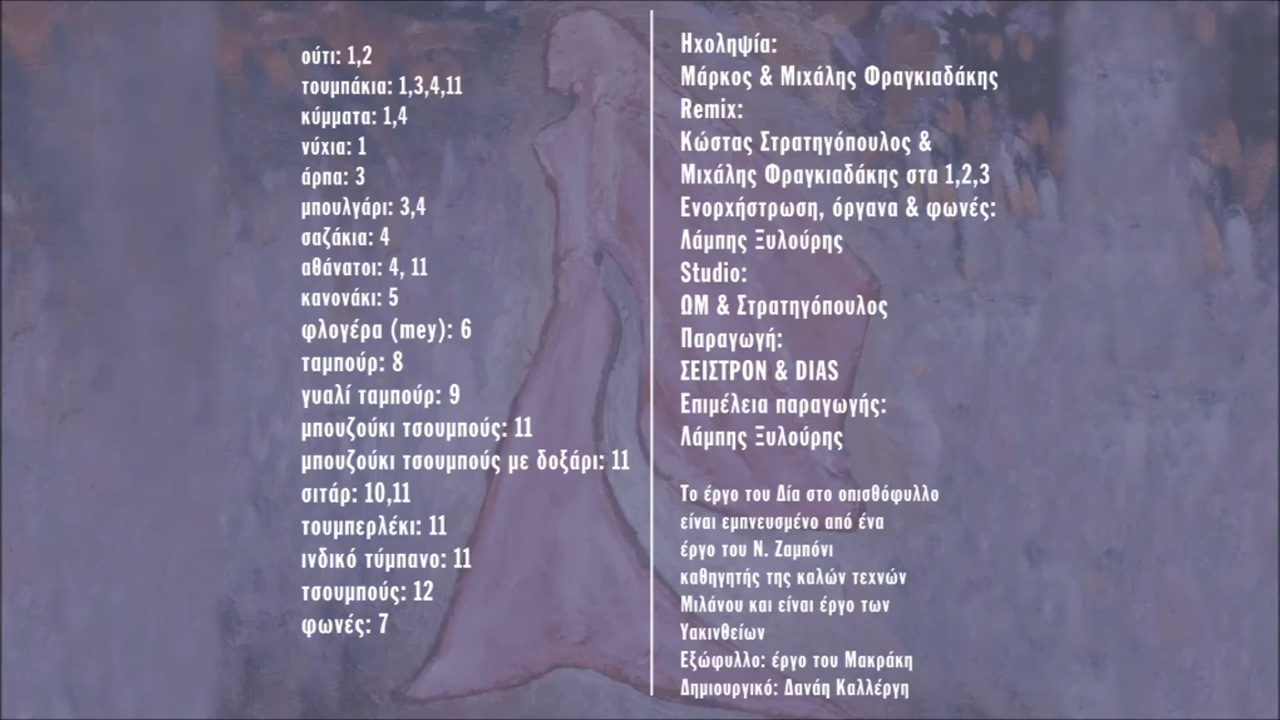 ούτι: 1,2
τουμπάκια: 1,3,4,11
κύμματα: 1,4
νύχια: 1
άρπα: 3
μπουλγάρι: 3,4
σαζάκια: 4
αθάνατοι: 4, 11
κανονάκι: 5
φλογέρα (mey): 6
ταμπούρ: 8
γυαλί ταμπούρ: 9
μπουζούκι τσουμπούς: 11
μπουζούκι τσουμπούς με δοξάρι: 11
σιτάρ: 10,11
τουμπερλέκι: 11
ινδικό τύμπανο: 11
τσουμπούς: 12
φωνές: 7
Ηχοληψία:
Μάρκος & Μιχάλης Φραγκιαδάκης
Remix:
Κώστας Στρατηγόπουλος &
Μιχάλης Φραγκιαδάκης στα 1,2,3
Ενορχήστρωση, όργανα & φωνές:
Λάμπης Ξυλούρης
Studio:
ΩΜ & Στρατηγόπουλος
Παραγωγή:
ΣΕΙΣΤΡΟΝ & DIAS
Επιμέλεια παραγωγής:
Λάμπης Ξυλούρης
Το έργο του Δία στο οπισθόφυλλο
είναι εμπνευσμένο από ένα
έργο του Ν. Ζαμπόνι
καθηγητής της καλών τεχνών
Μιλάνου και είναι έργο των
Υακινθείων
Εξώφυλλο: έργο του Μακράκη
Δημιουργικό: Δανάη Καλλέργη